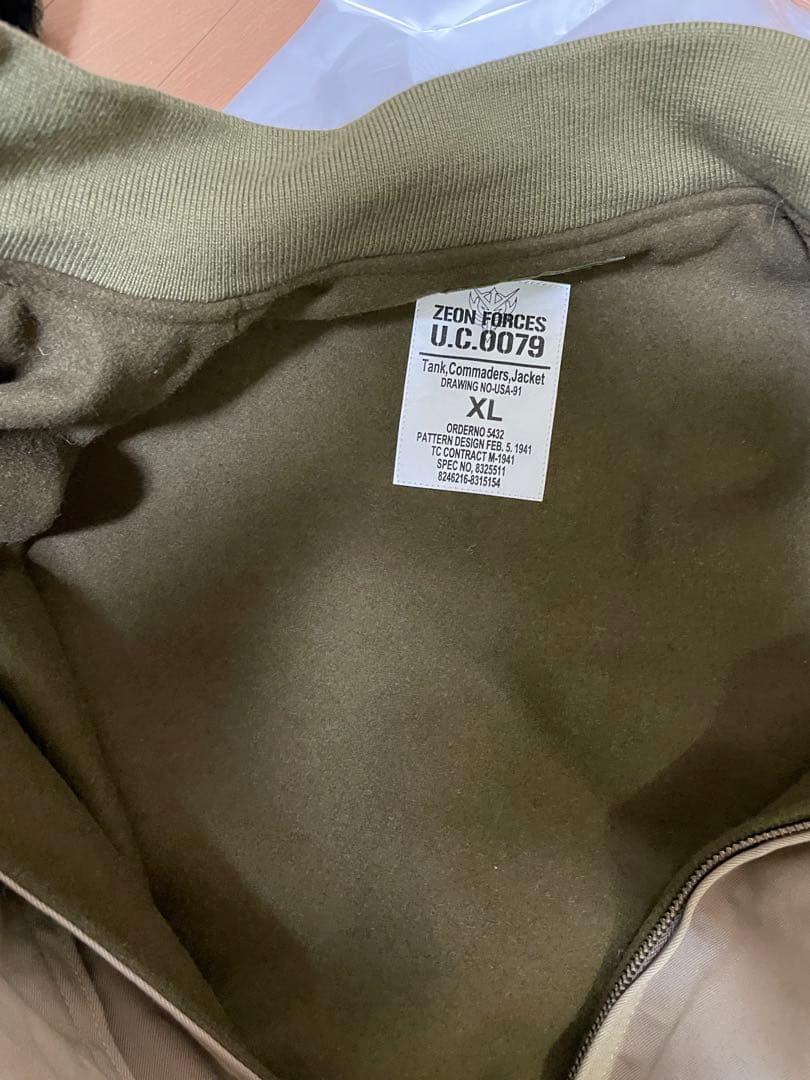 ZEON FORCES
U.C.0079
Tank,Commaders,Jacket
DRAWING NO-USA-91
XL
ORDERNO 5432
PATTERN DESIGN FEB. 5. 1941
TC CONTRACT M-1941
SPEC NO, 8325511
8246216-8315154